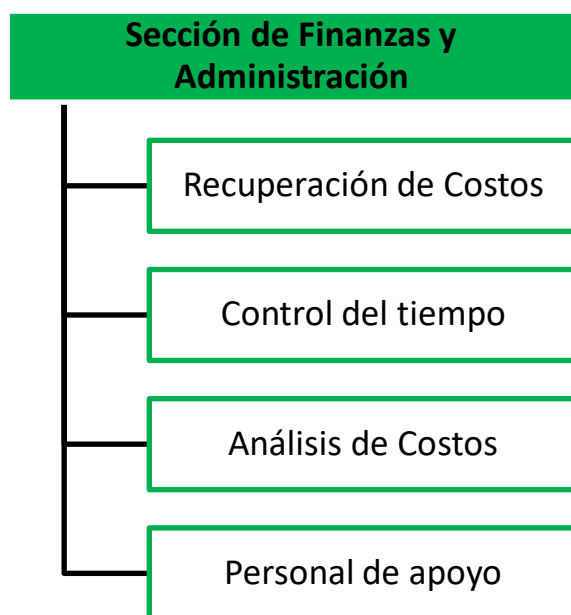 Sección de Finanzas y
Administración
Recuperación de Costos
Control del tiempo
Análisis de Costos
Personal de apoyo